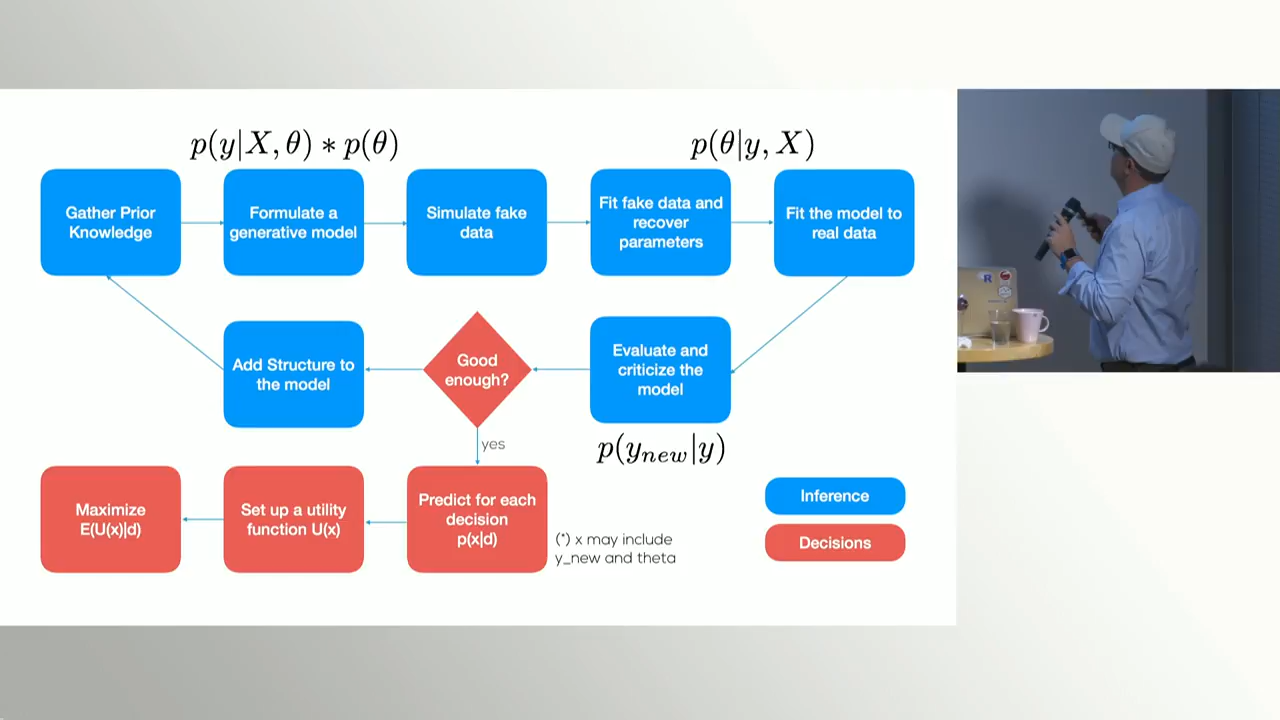 p(y|X, θ) ∗ p(θ)
p(θ|y, X)
Gather Prior
Knowledge
Formulate a
generative model
Simulate fake
data
Fit fake data and
recover
parameters
Fit the model to
real data
Add Structure to
the model
Good
enough?
Evaluate and
criticize the
model
yes
p(y_new|y)
Maximize
E(U(x)|d)
Set up a utility
function U(x)
Predict for each
decision
p(x|d)
(*) x may include
y_new and theta
Inference
Decisions
R